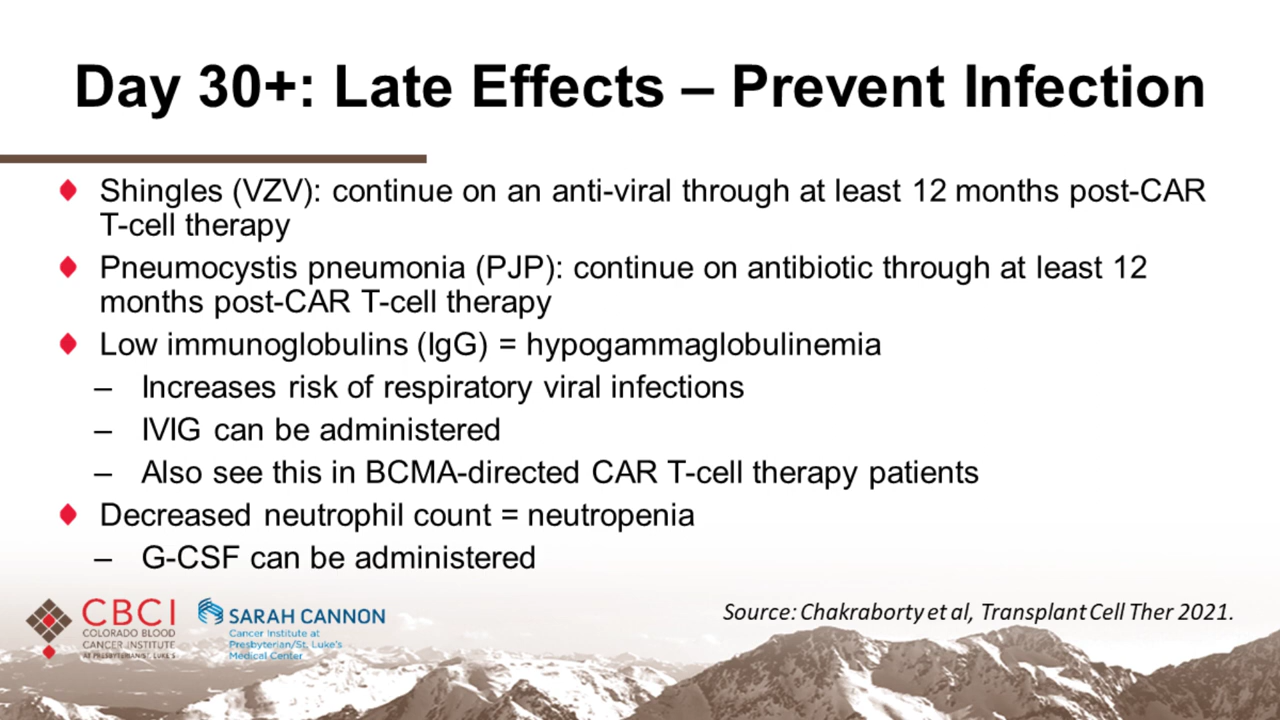 Day 30+: Late Effects – Prevent Infection
Shingles (VZV): continue on an anti-viral through at least 12 months post-CAR
T-cell therapy
Pneumocystis pneumonia (PJP): continue on antibiotic through at least 12
months post-CAR T-cell therapy
Low immunoglobulins (IgG) = hypogammaglobulinemia
– Increases risk of respiratory viral infections
– IVIG can be administered
– Also see this in BCMA-directed CAR T-cell therapy patients
Decreased neutrophil count = neutropenia
– G-CSF can be administered
Source: Chakraborty et al, Transplant Cell Ther 2021.
CBCI
COLORADO BLOOD
CANCER INSTITUTE
AT PRESBYTERIAN/ST. LUKE'S
SARAH CANNON
Cancer Institute at
Presbyterian/St. Luke's
Medical Center